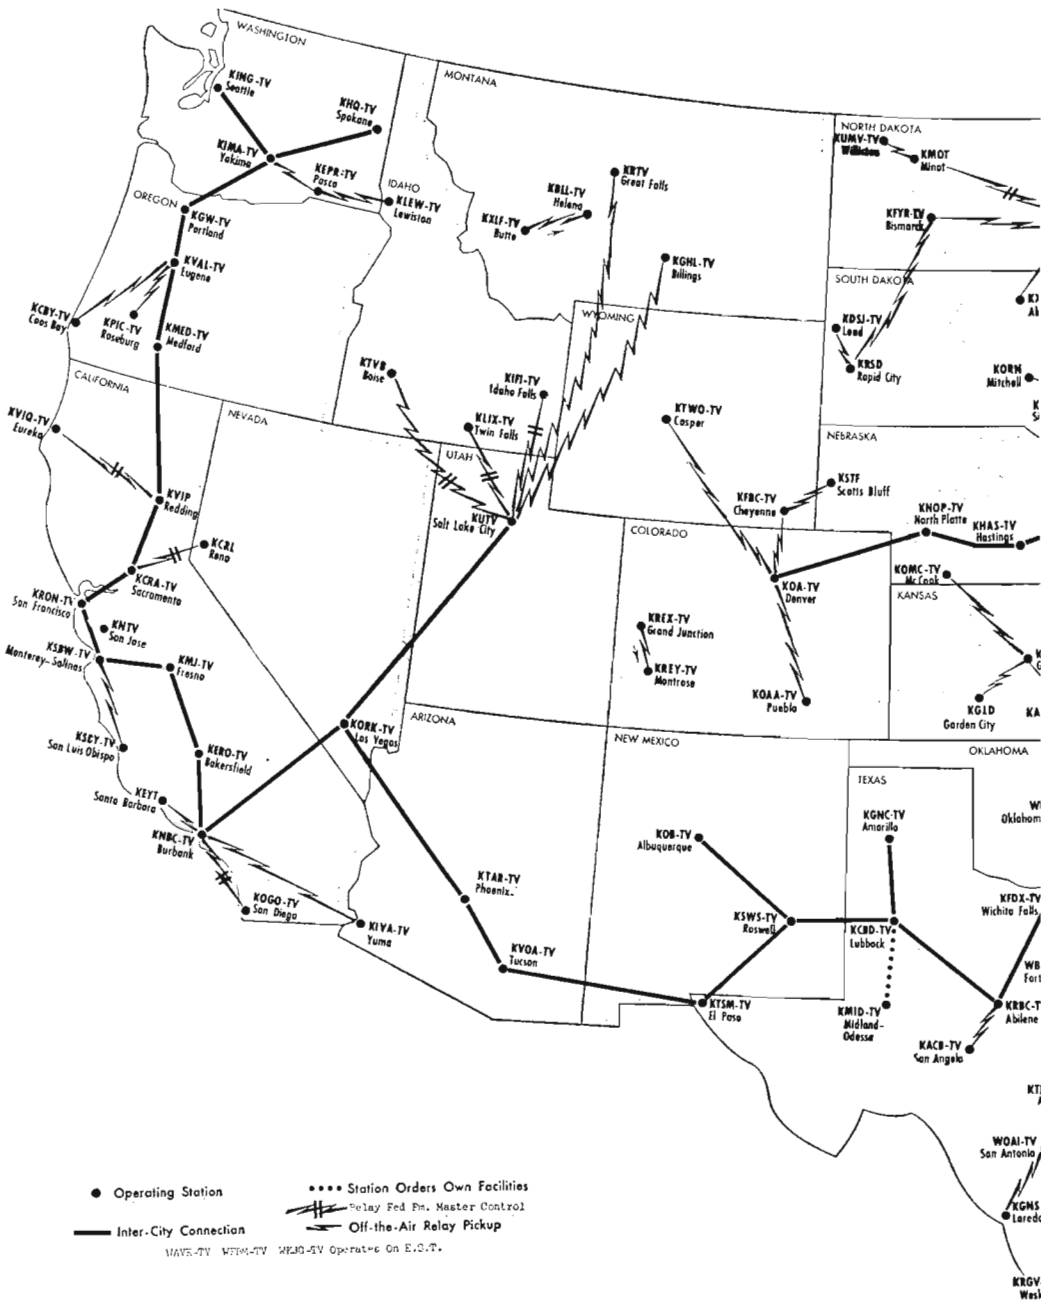 WASHINGTON
KING-TV
Seattle
KHQ-TV
Spokane
KIMA-TV
Yakima
KEPR-TV
Pasco
IDAHO
KLEW-TV
Lewiston
OREGON
KGW-TV
Portland
KVAL-TV
Eugene
KCBY-TV
Coos Bay
KPIC-TV
Roseburg
KMED-TV
Medford
MONTANA
KRTV
Great Falls
KBLL-TV
Helena
KXLF-TV
Butte
KGHL-TV
Billings
NORTH DAKOTA
KUMV-TV
Williston
KMOT
Minot
KFYR-TV
Bismarck
SOUTH DAKOTA
KDSJ-TV
Lead
KRSD
Rapid City
KORN
Mitchell
WYOMING
KTVB
Boise
KIFI-TV
Idaho Falls
KLIX-TV
Twin Falls
KTWO-TV
Casper
KFBC-TV
Cheyenne
NEBRASKA
KSTF
Scotts Bluff
KNOP-TV
North Platte
KHAS-TV
Hastings
KOMC-TV
McCook
CALIFORNIA
KVIQ-TV
Eureka
NEVADA
UTAH
KUTV
Salt Lake City
KVIP
Redding
KCRL
Reno
KCRA-TV
Sacramento
KRON-TV
San Francisco
KNTV
San Jose
KSBW-TV
Monterey-Salinas
KMJ-TV
Fresno
KSBY-TV
San Luis Obispo
KERO-TV
Bakersfield
KEYT
Santa Barbara
KNBC-TV
Burbank
KOGO-TV
San Diego
KORK-TV
Las Vegas
COLORADO
KOA-TV
Denver
KREX-TV
Grand Junction
KREY-TV
Montrose
KOAA-TV
Pueblo
KANSAS
KGLD
Garden City
ARIZONA
KTAR-TV
Phoenix
KIVA-TV
Yuma
KVOA-TV
Tucson
NEW MEXICO
KOB-TV
Albuquerque
KSWS-TV
Roswell
KTSM-TV
El Paso
OKLAHOMA
TEXAS
KGNC-TV
Amarillo
KFDX-TV
Wichita Falls
KCBD-TV
Lubbock
KMID-TV
Midland-
Odessa
KRBC-T
Abilene
KACB-TV
San Angelo
WOAI-TV
San Antonio
KGNS
Laredo
KRGV-
Operating Station
Inter-City Connection
Station Orders Own Facilities
Relay Fed Fm. Master Control
Off-the-Air Relay Pickup
WAVE-TV Operates On E.S.T.